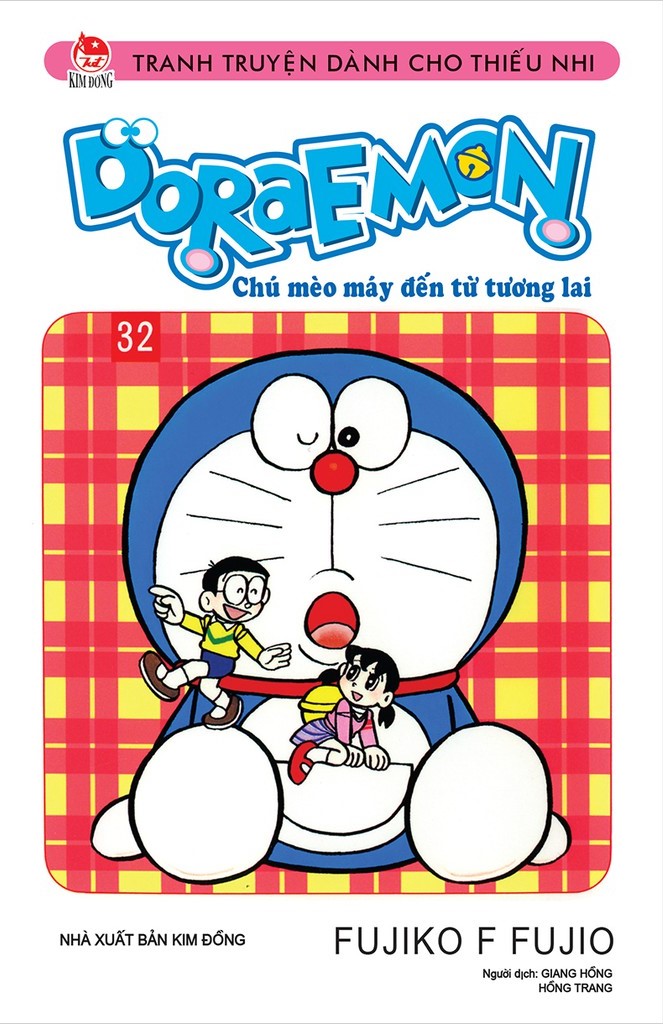 TRANH TRUYỆN DÀNH CHO THIẾU NHI
KIM ĐỒNG
DORAEMON
Chú mèo máy đến từ tương lai
32
NHÀ XUẤT BẢN KIM ĐỒNG
FUJIKO F FUJIO
Người dịch: GIANG HỒNG
HỒNG TRANG